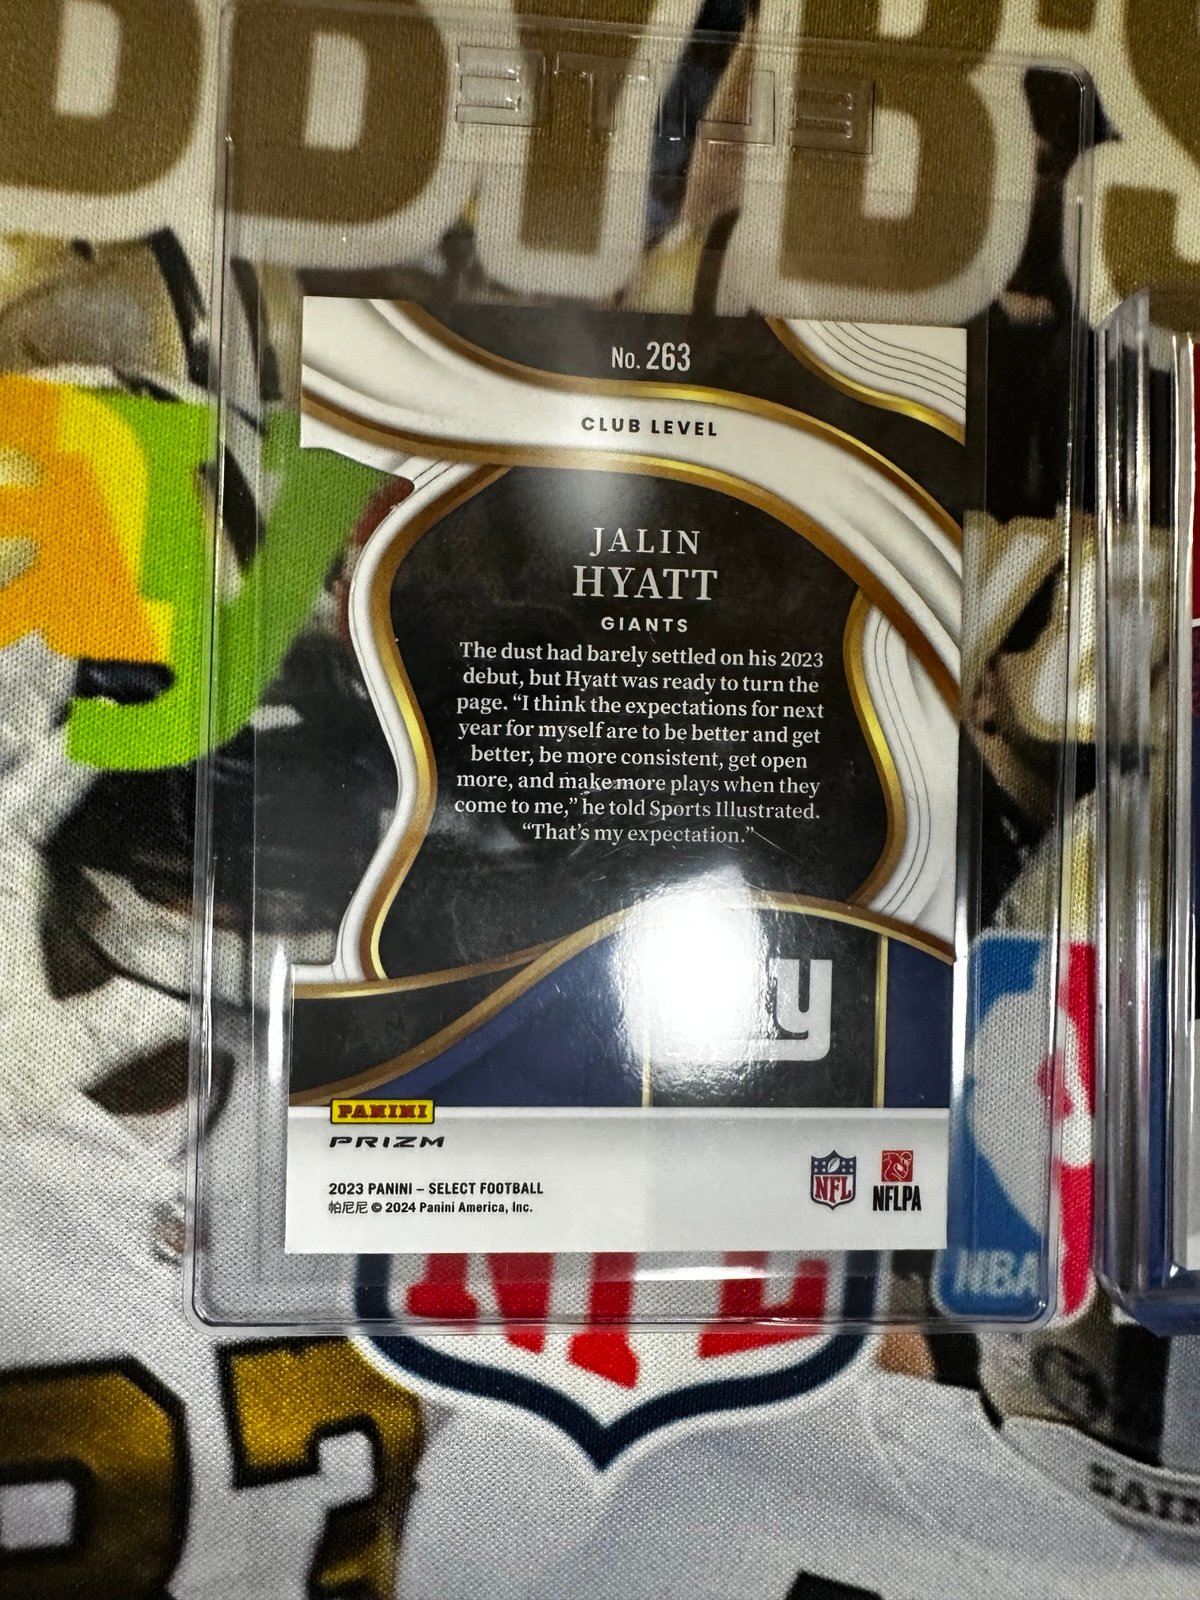 No. 263
CLUB LEVEL
JALIN
HYATT
GIANTS
The dust had barely settled on his 2023
debut, but Hyatt was ready to turn the
page. “I think the expectations for next
year for myself are to be better and get
better, be more consistent, get open
more, and make more plays when they
come to me,” he told Sports Illustrated.
“That’s my expectation.”
ny
PANINI
PRIZM
2023 PANINI – SELECT FOOTBALL
帕尼尼 © 2024 Panini America, Inc.
NFL
NFLPA
NBA
NFL